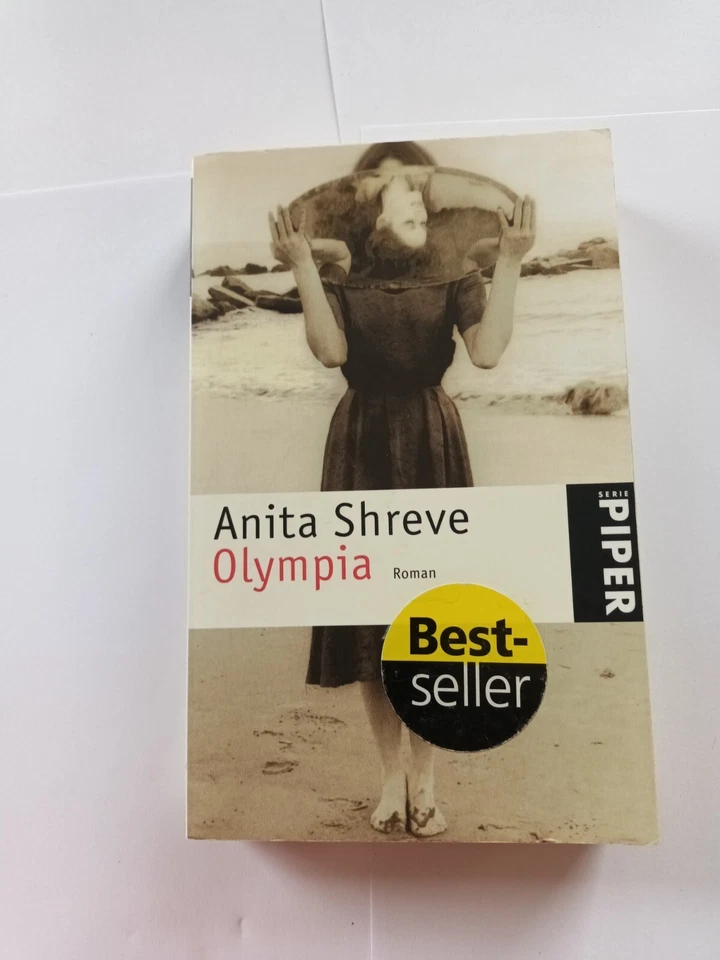 Anita Shreve
Olympia Roman
SERIE
PIPER
Best-
seller